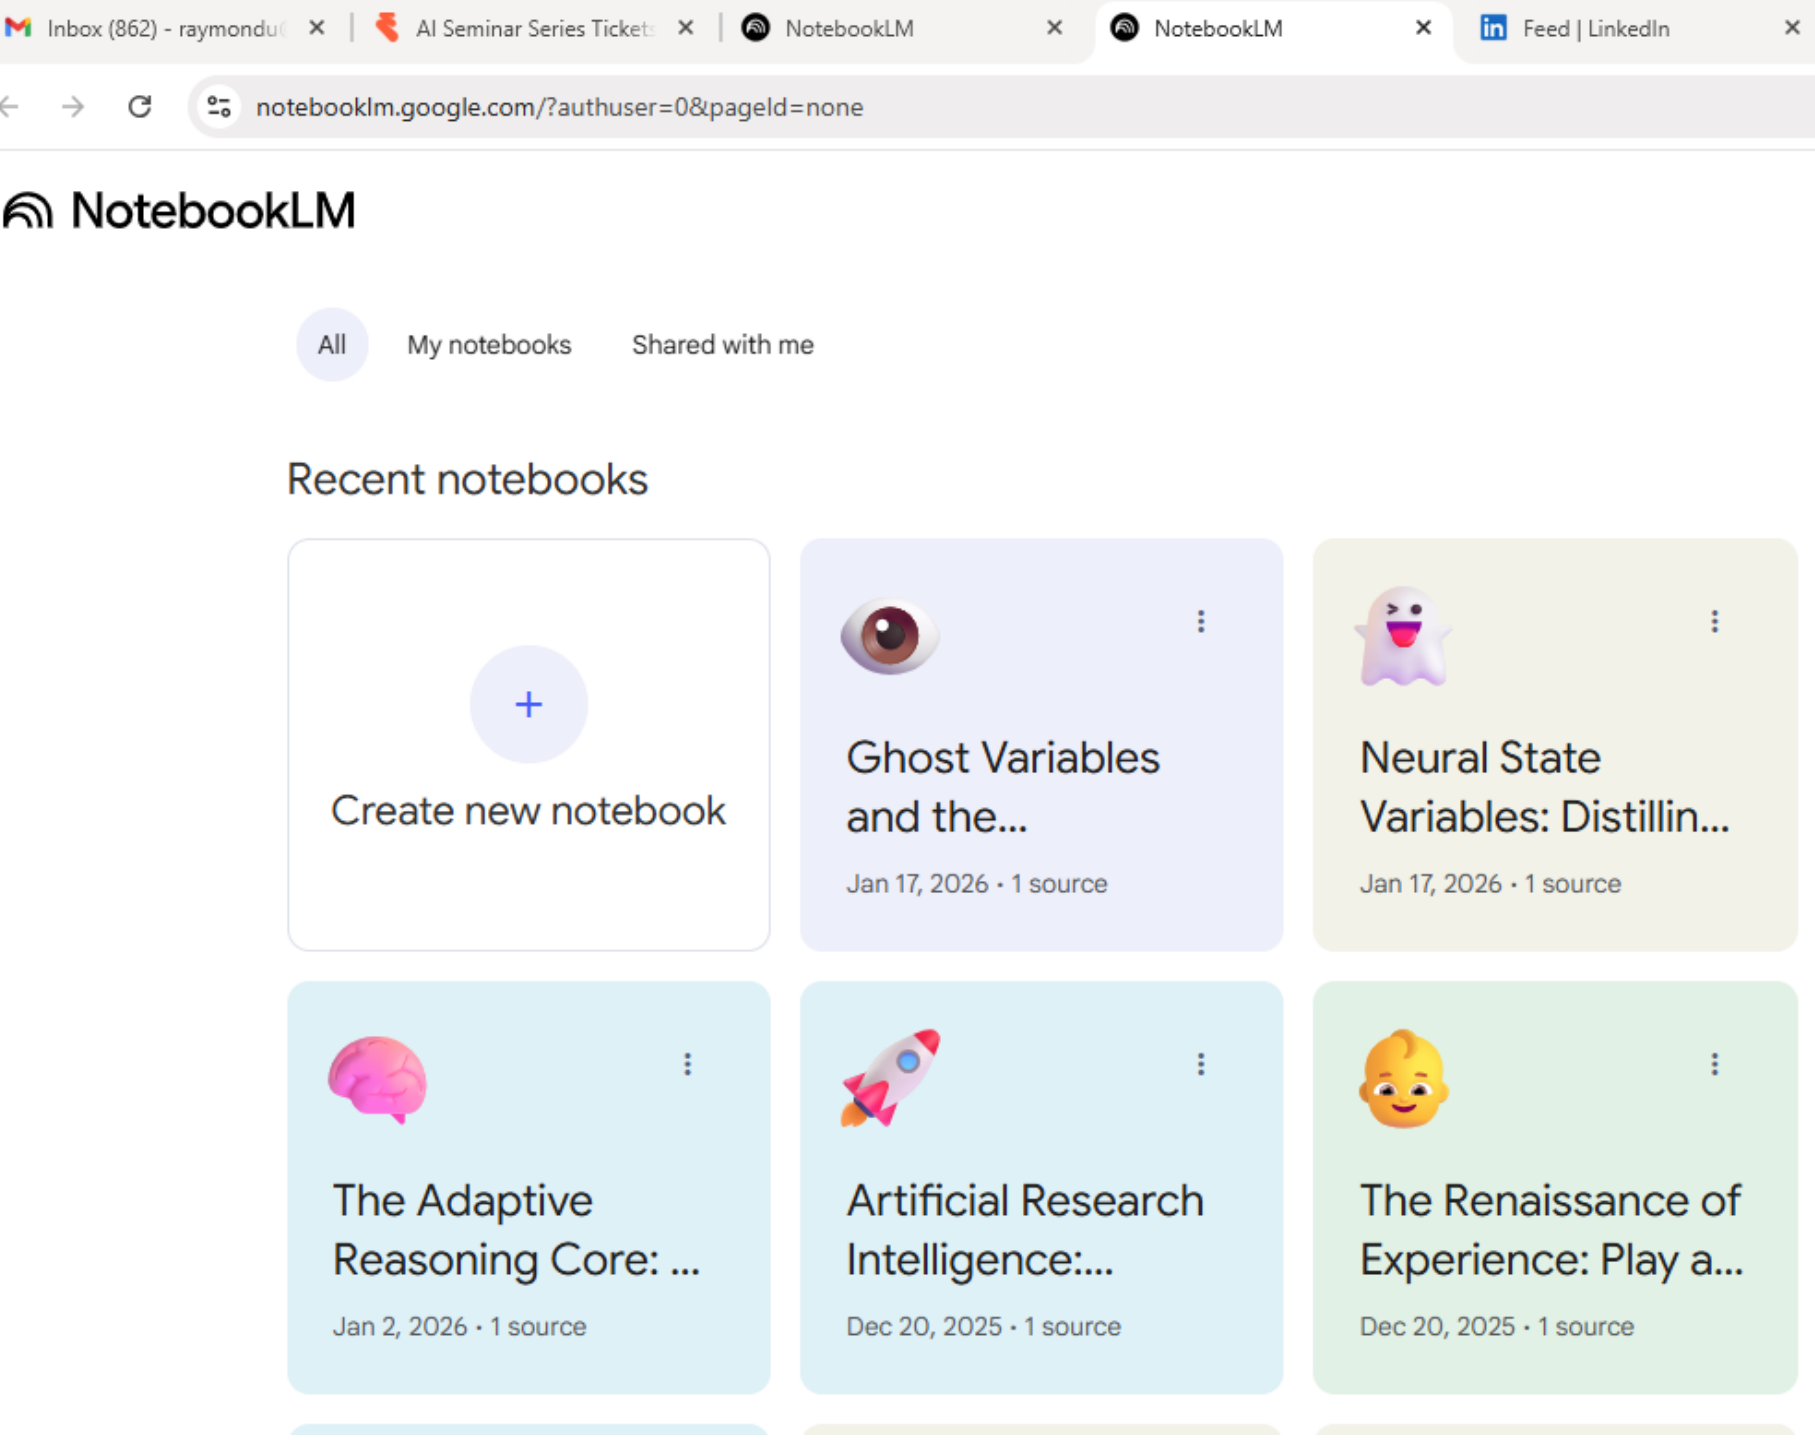 Inbox (862) - raymondu
AI Seminar Series Tickets
NotebookLM
NotebookLM
Feed | LinkedIn
notebooklm.google.com/?authuser=0&pageId=none
NotebookLM
All
My notebooks
Shared with me
Recent notebooks
Create new notebook
Ghost Variables
and the...
Jan 17, 2026 · 1 source
Neural State
Variables: Distillin...
Jan 17, 2026 · 1 source
The Adaptive
Reasoning Core: ...
Jan 2, 2026 · 1 source
Artificial Research
Intelligence:...
Dec 20, 2025 · 1 source
The Renaissance of
Experience: Play a...
Dec 20, 2025 · 1 source